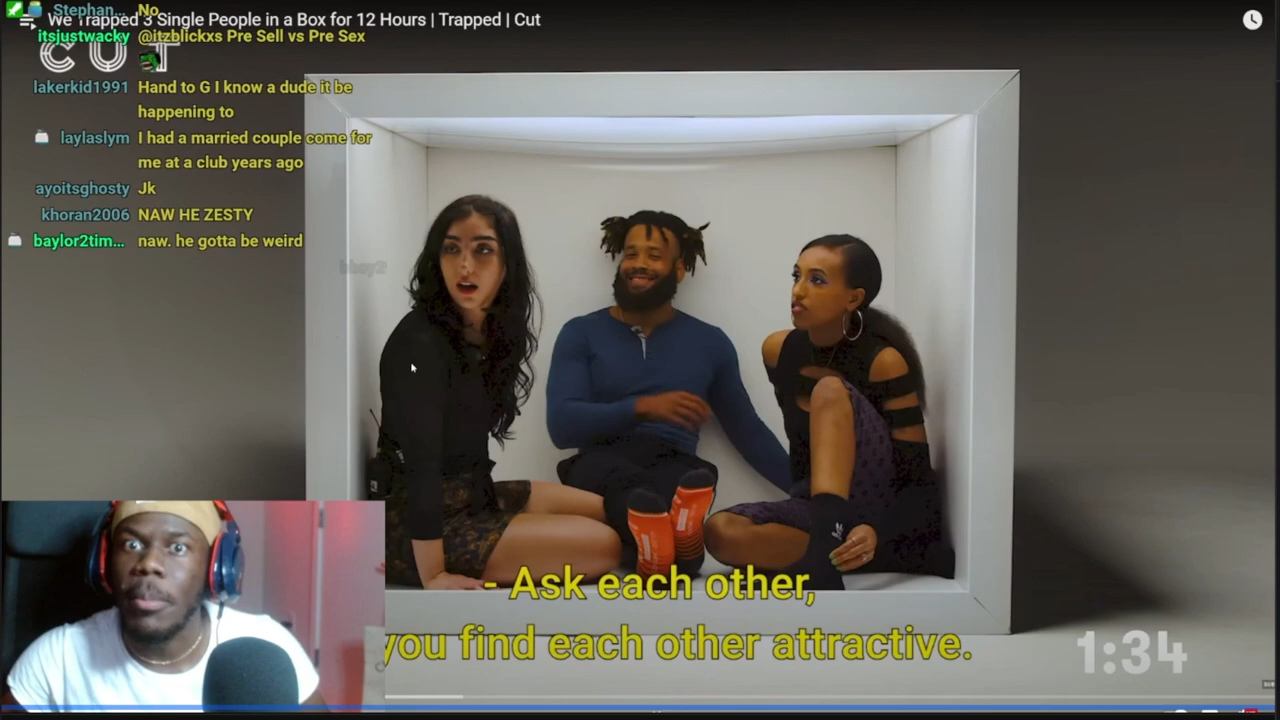 We Trapped 3 Single People in a Box for 12 Hours | Trapped | Cut
CUT
Stephan... No
itsjustwacky @itzblickxs Pre Sell vs Pre Sex
lakerkid1991 Hand to G I know a dude it be
happening to
laylaslym I had a married couple come for
me at a club years ago
ayoitsghosty Jk
khoran2006 NAW HE ZESTY
baylor2tim... naw. he gotta be weird
- Ask each other,
you find each other attractive.
1:34